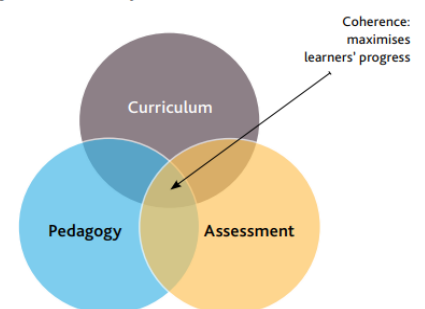 Coherence:
maximises
learners' progress
Curriculum
Pedagogy
Assessment